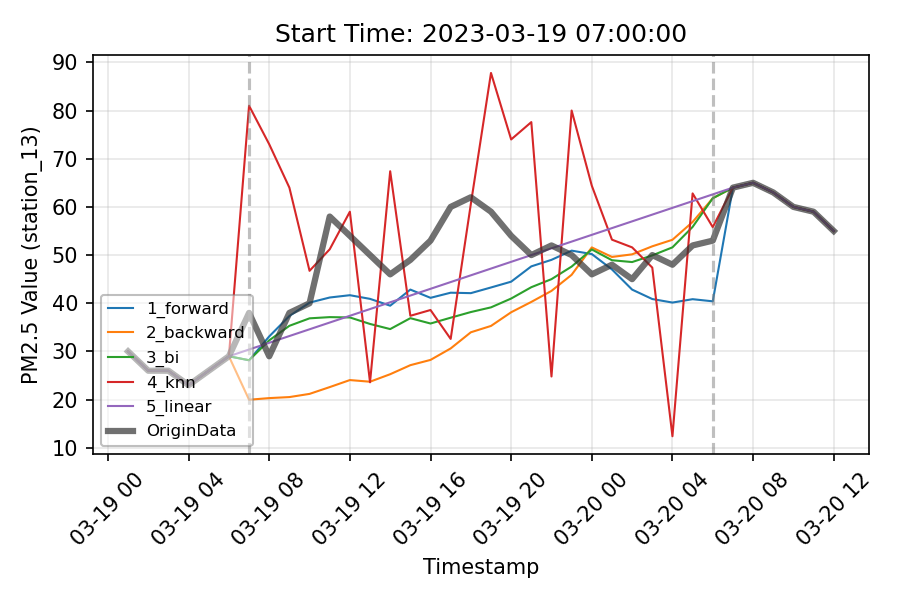 Start Time: 2023-03-19 07:00:00
PM2.5 Value (station_13)
90
80
70
60
50
40
30
20
10
1_forward
2_backward
3_bi
4_knn
5_linear
OriginData
03-19 00
03-19 04
03-19 08
03-19 12
03-19 16
03-19 20
03-20 00
03-20 04
03-20 08
03-20 12
Timestamp